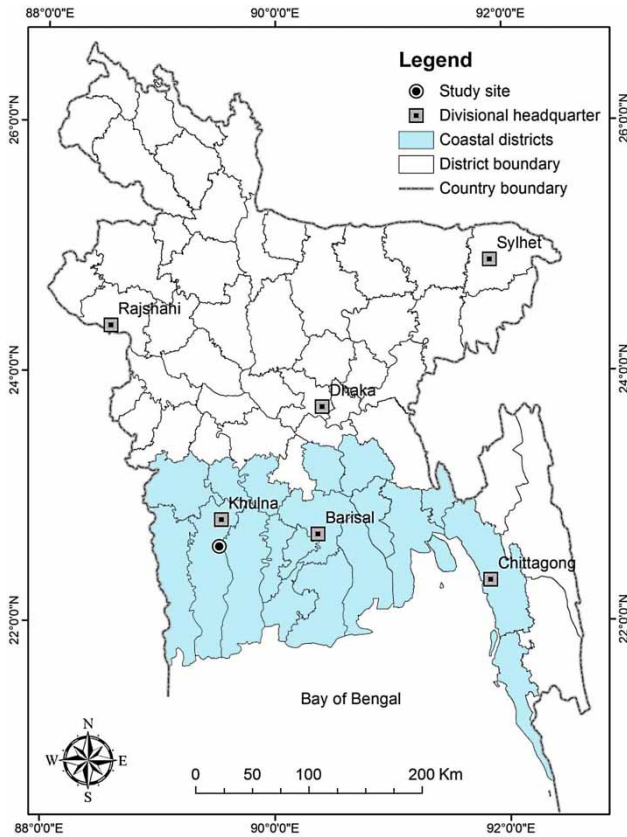 88°0'0"E 90°0'0"E 92°0'0"E
26°0'0"N
26°0'0"N
Legend
Study site
Divisional headquarter
Coastal districts
District boundary
Country boundary
Sylhet
Rajshahi
24°0'0"N
24°0'0"N
Dhaka
Khulna
Barisal
Chittagong
22°0'0"N
22°0'0"N
Bay of Bengal
N
W E
S
0 50 100 200 Km
88°0'0"E 90°0'0"E 92°0'0"E